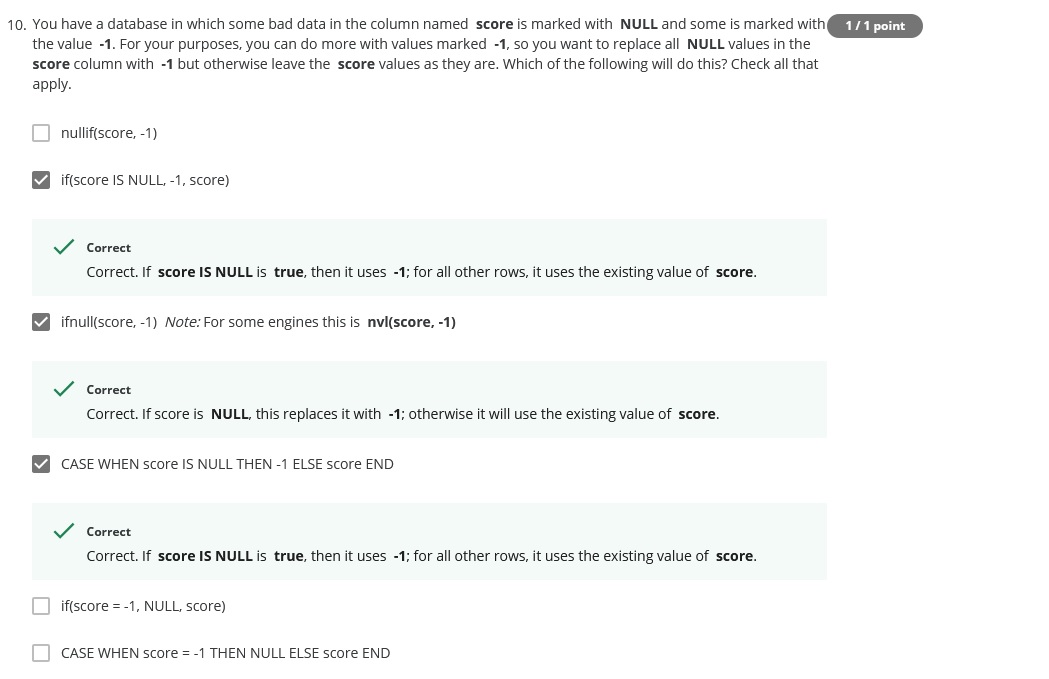 10. You have a database in which some bad data in the column named score is marked with NULL and some is marked with 1 / 1 point
the value -1. For your purposes, you can do more with values marked -1, so you want to replace all NULL values in the
score column with -1 but otherwise leave the score values as they are. Which of the following will do this? Check all that
apply.
nullif(score, -1)
if(score IS NULL, -1, score)
Correct
Correct. If score IS NULL is true, then it uses -1; for all other rows, it uses the existing value of score.
ifnull(score, -1) Note: For some engines this is nvl(score, -1)
Correct
Correct. If score is NULL, this replaces it with -1; otherwise it will use the existing value of score.
CASE WHEN score IS NULL THEN -1 ELSE score END
Correct
Correct. If score IS NULL is true, then it uses -1; for all other rows, it uses the existing value of score.
if(score = -1, NULL, score)
CASE WHEN score = -1 THEN NULL ELSE score END